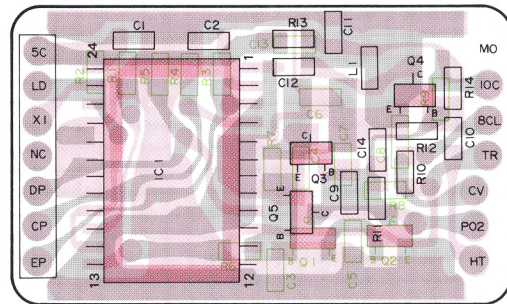 C1
C2
R13
C11
MO
5C
24
1
C13
Q4
C
IOC
R2
R5
R4
R3
C12
L1
R14
LD
E
B
R9
C6
8CL
XI
R12
C10
R7
C
C7
C14
C8
TR
NC
IC1
E
B
Q3
R10
DP
E
C9
CV
Q5
C
R11
CP
B
PO2
EP
R6
Q1
Q2
HT
13
12
C3
C5